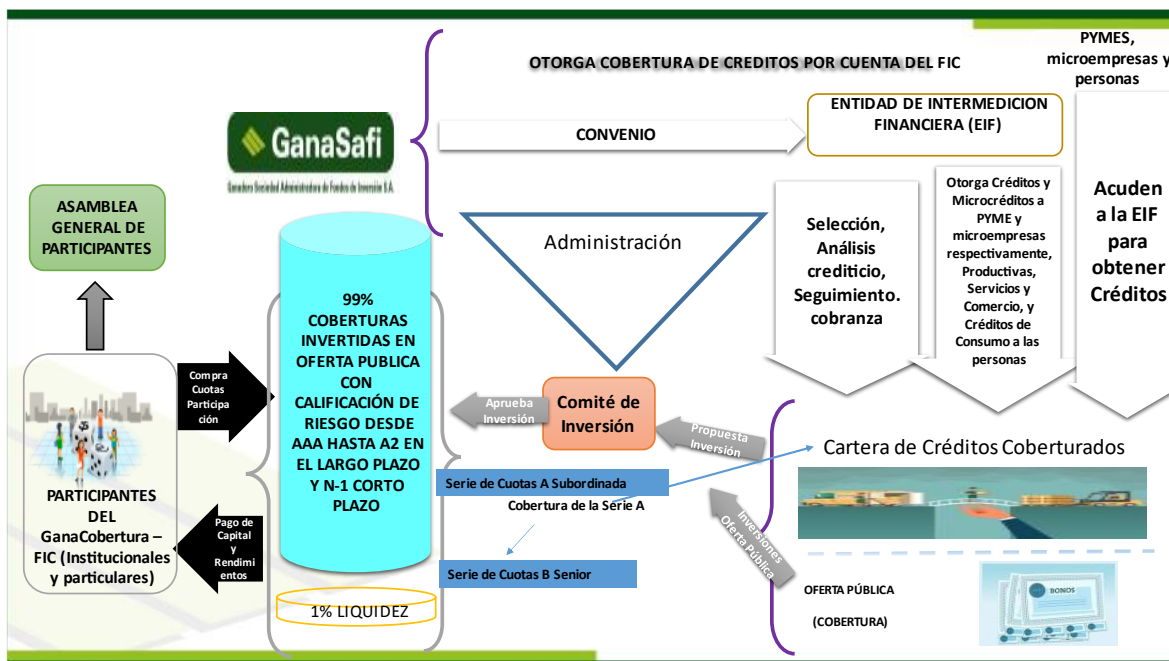 OTORGA COBERTURA DE CREDITOS POR CUENTA DEL FIC
PYMES,
microempresas y
personas
GanaSafi
Ganadero Sociedad Administradora de Fondos de Inversión S.A.
CONVENIO
ENTIDAD DE INTERMEDICION
FINANCIERA (EIF)
ASAMBLEA
GENERAL DE
PARTICIPANTES
Administración
Selección,
Análisis
crediticio,
Seguimiento.
cobranza
Otorga Créditos y
Microcréditos a
PYME y
microempresas
respectivamente,
Productivas,
Servicios y
Comercio, y
Créditos de
Consumo a las
personas
Acuden
a la EIF
para
obtener
Créditos
99%
COBERTURAS
INVERTIDAS EN
OFERTA PUBLICA
CON
CALIFICACIÓN DE
RIESGO DESDE
AAA HASTA A2 EN
EL LARGO PLAZO
Y N-1 CORTO
PLAZO
Compra
Cuotas
Participa
ción
Aprueba
Inversión
Comité de
Inversión
Propuesta
Inversión
Cartera de Créditos Coberturados
PARTICIPANTES
DEL
GanaCobertura –
FIC (Institucionales
y particulares)
Pago de
Capital
y
Rendimi
entos
Serie de Cuotas A Subordinada
Cobertura de la Serie A
Inversiones
Oferta Pública
Serie de Cuotas B Senior
1% LIQUIDEZ
OFERTA PÚBLICA
(COBERTURA)
BONOS